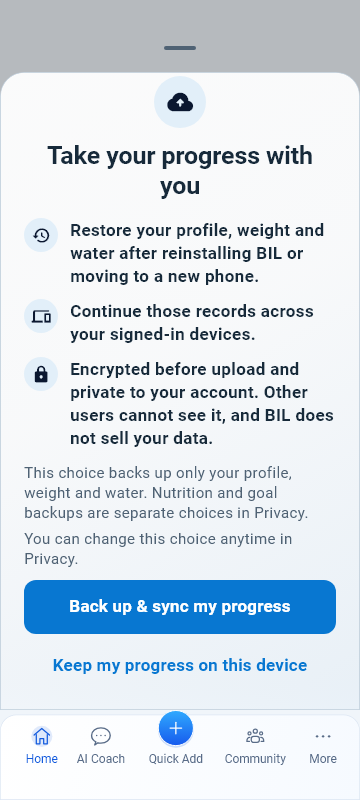 Take your progress with
you
Restore your profile, weight and
water after reinstalling BIL or
moving to a new phone.
Continue those records across
your signed-in devices.
Encrypted before upload and
private to your account. Other
users cannot see it, and BIL does
not sell your data.
This choice backs up only your profile,
weight and water. Nutrition and goal
backups are separate choices in Privacy.
You can change this choice anytime in
Privacy.
Back up & sync my progress
Keep my progress on this device
Home AI Coach Quick Add Community More